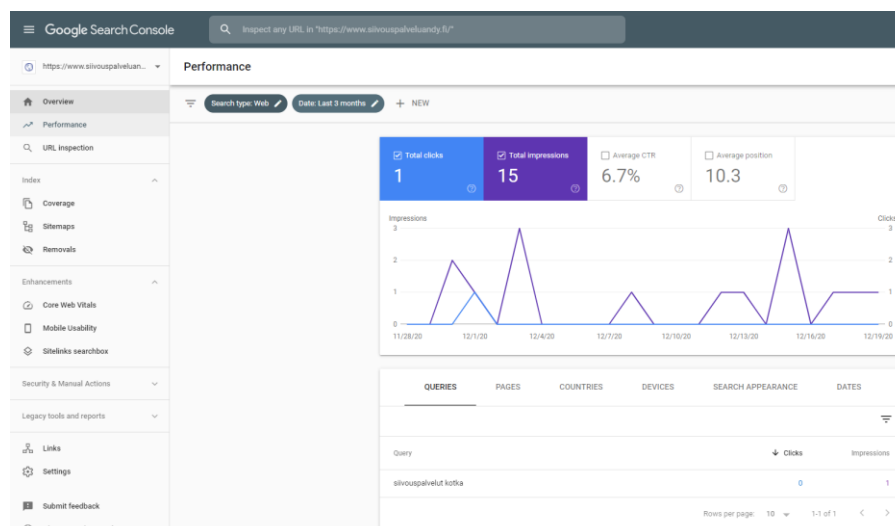 Google Search Console
Inspect any URL in "https://www.siivouspalveluandy.fi/"
https://www.siivouspalveluan...
Performance
Overview
Performance
URL inspection
Index
Coverage
Sitemaps
Removals
Enhancements
Core Web Vitals
Mobile Usability
Sitelinks searchbox
Security & Manual Actions
Legacy tools and reports
Links
Settings
Submit feedback
Search type: Web
Date: Last 3 months
+ NEW
Total clicks
1
Total impressions
15
Average CTR
6.7%
Average position
10.3
Impressions
Clicks
3
2
1
0
3
2
1
0
11/28/20 12/1/20 12/4/20 12/7/20 12/10/20 12/13/20 12/16/20 12/19/20
QUERIES PAGES COUNTRIES DEVICES SEARCH APPEARANCE DATES
Query Clicks Impressions
siivouspalvelut kotka 0 1
Rows per page: 10 1-1 of 1